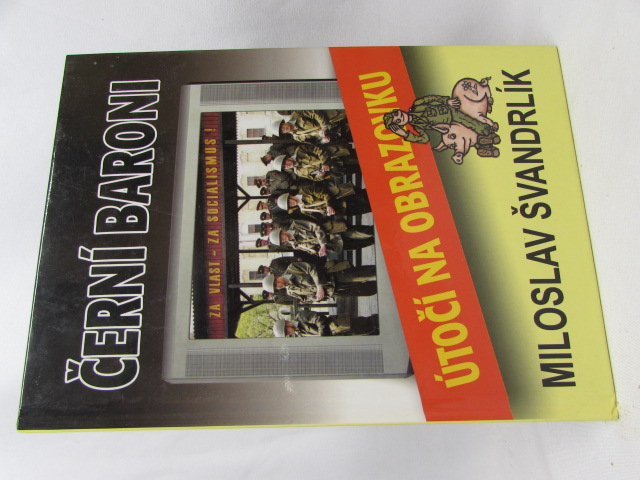 ČERNÍ BARONI
ZA VLAST - ZA SOCIALISMUS !
ÚTOČÍ NA OBRAZOVKU
MILOSLAV ŠVANDRLÍK